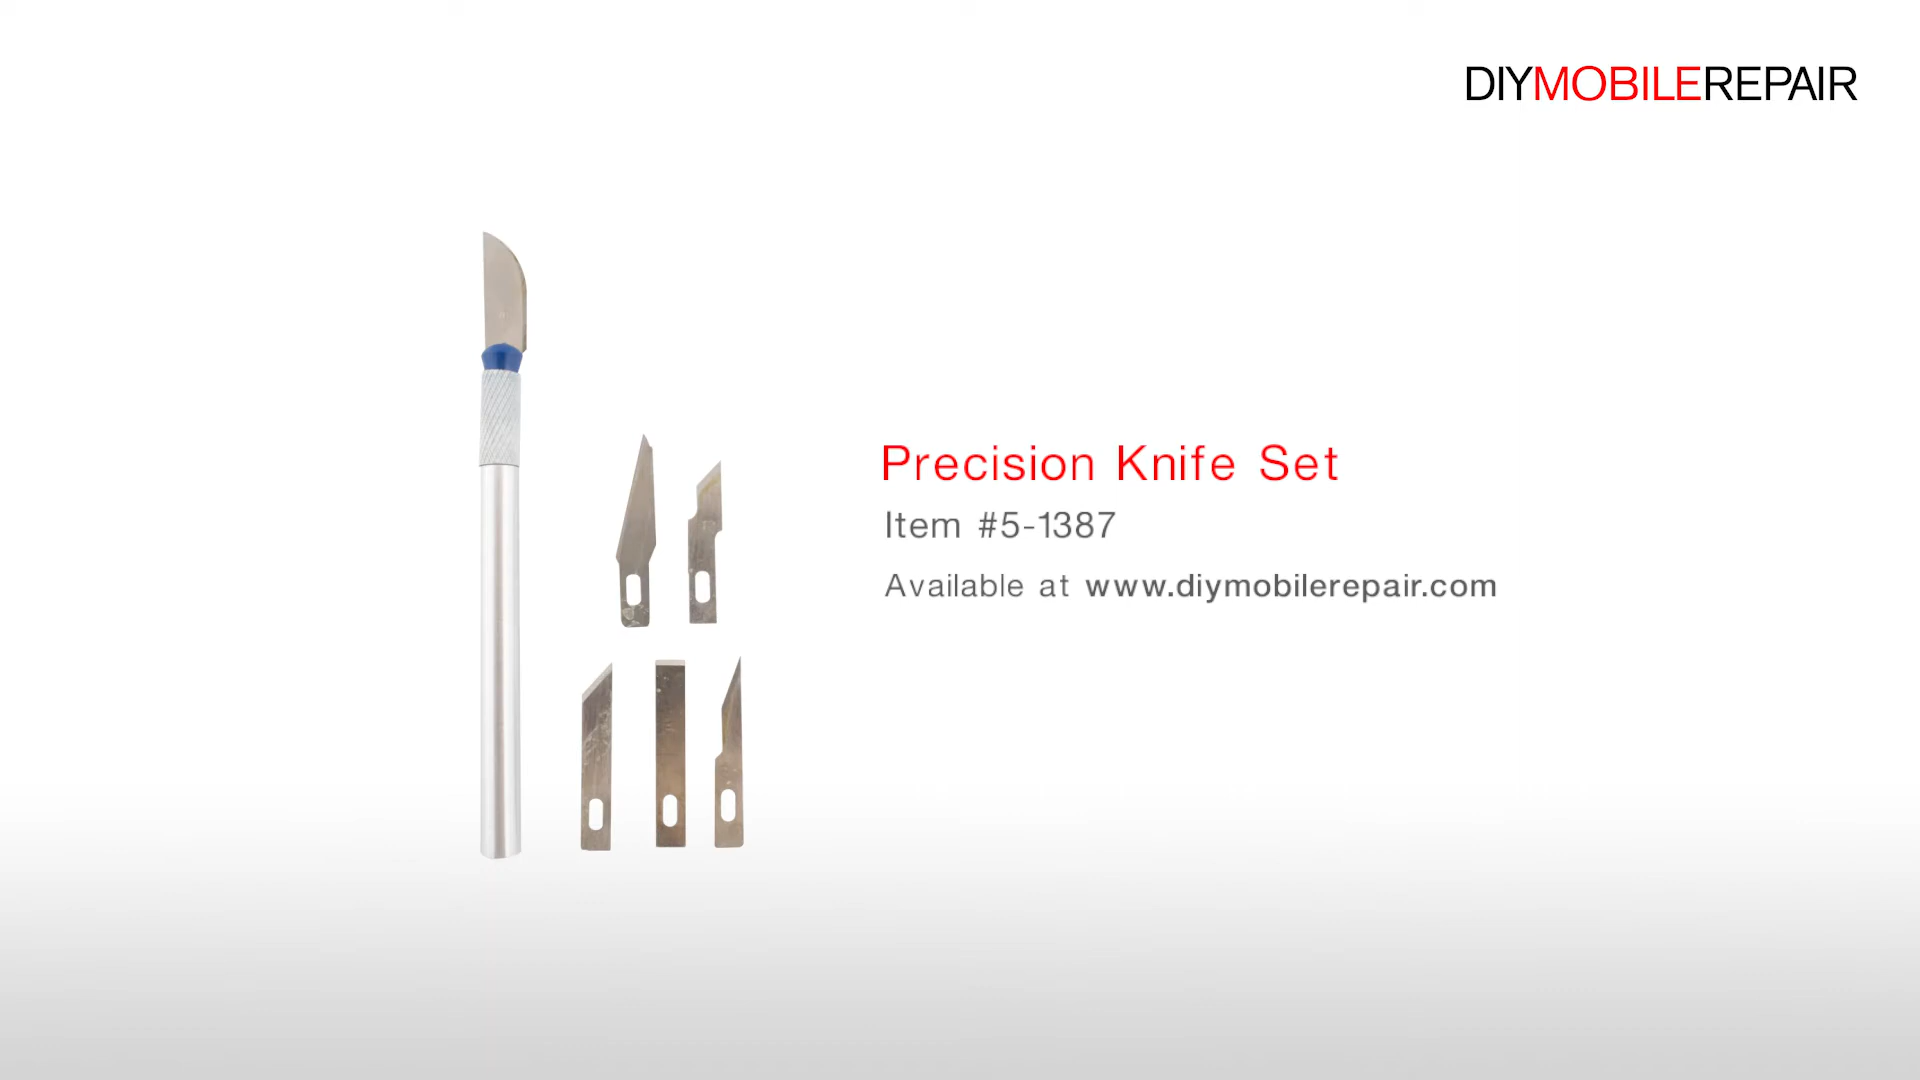 DIYMOBILEREPAIR
Precision Knife Set
Item #5-1387
Available at www.diymobilerepair.com